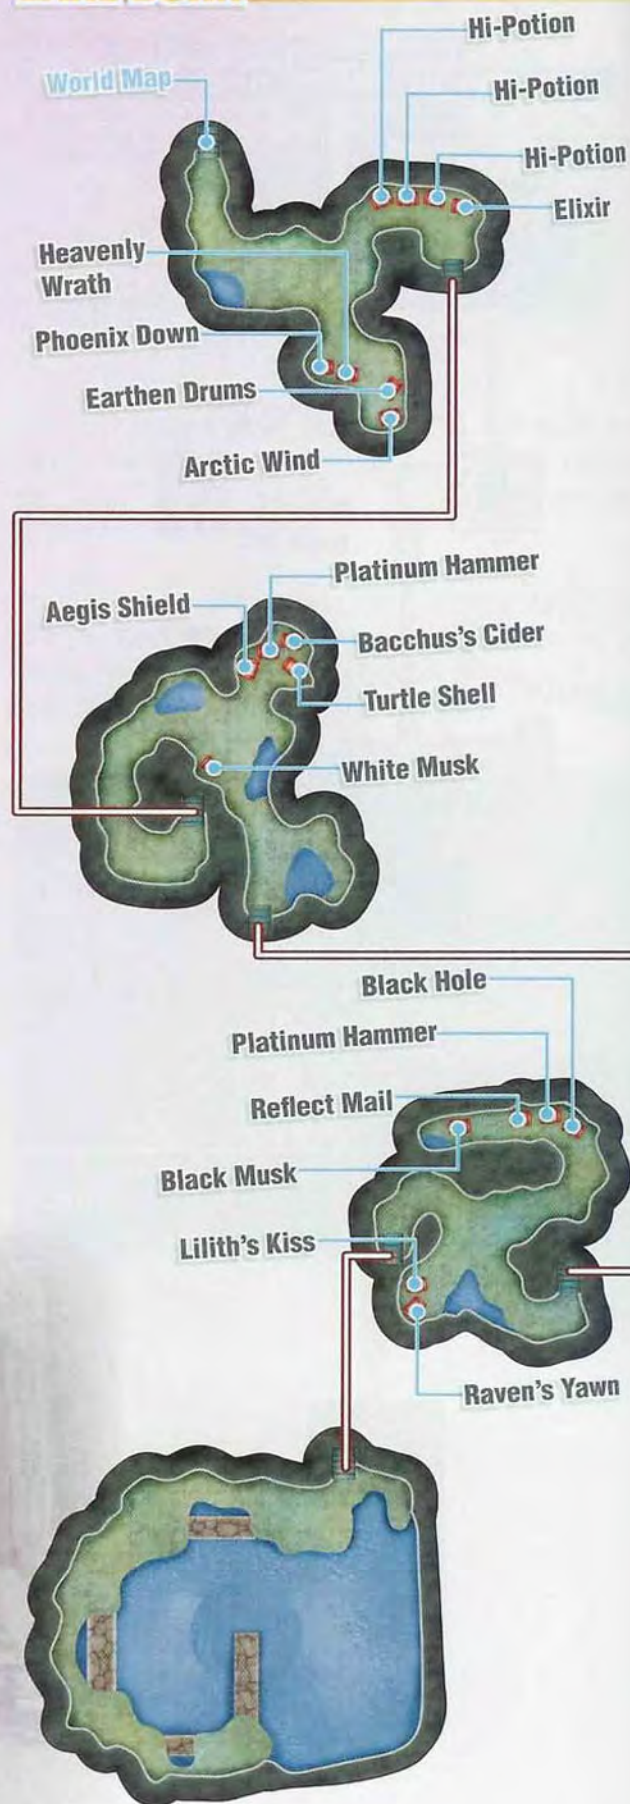 Hi-Potion
World Map
Hi-Potion
Hi-Potion
Elixir
Heavenly
Wrath
Phoenix Down
Earthen Drums
Arctic Wind
Platinum Hammer
Aegis Shield
Bacchus's Cider
Turtle Shell
White Musk
Black Hole
Platinum Hammer
Reflect Mail
Black Musk
Lilith's Kiss
Raven's Yawn